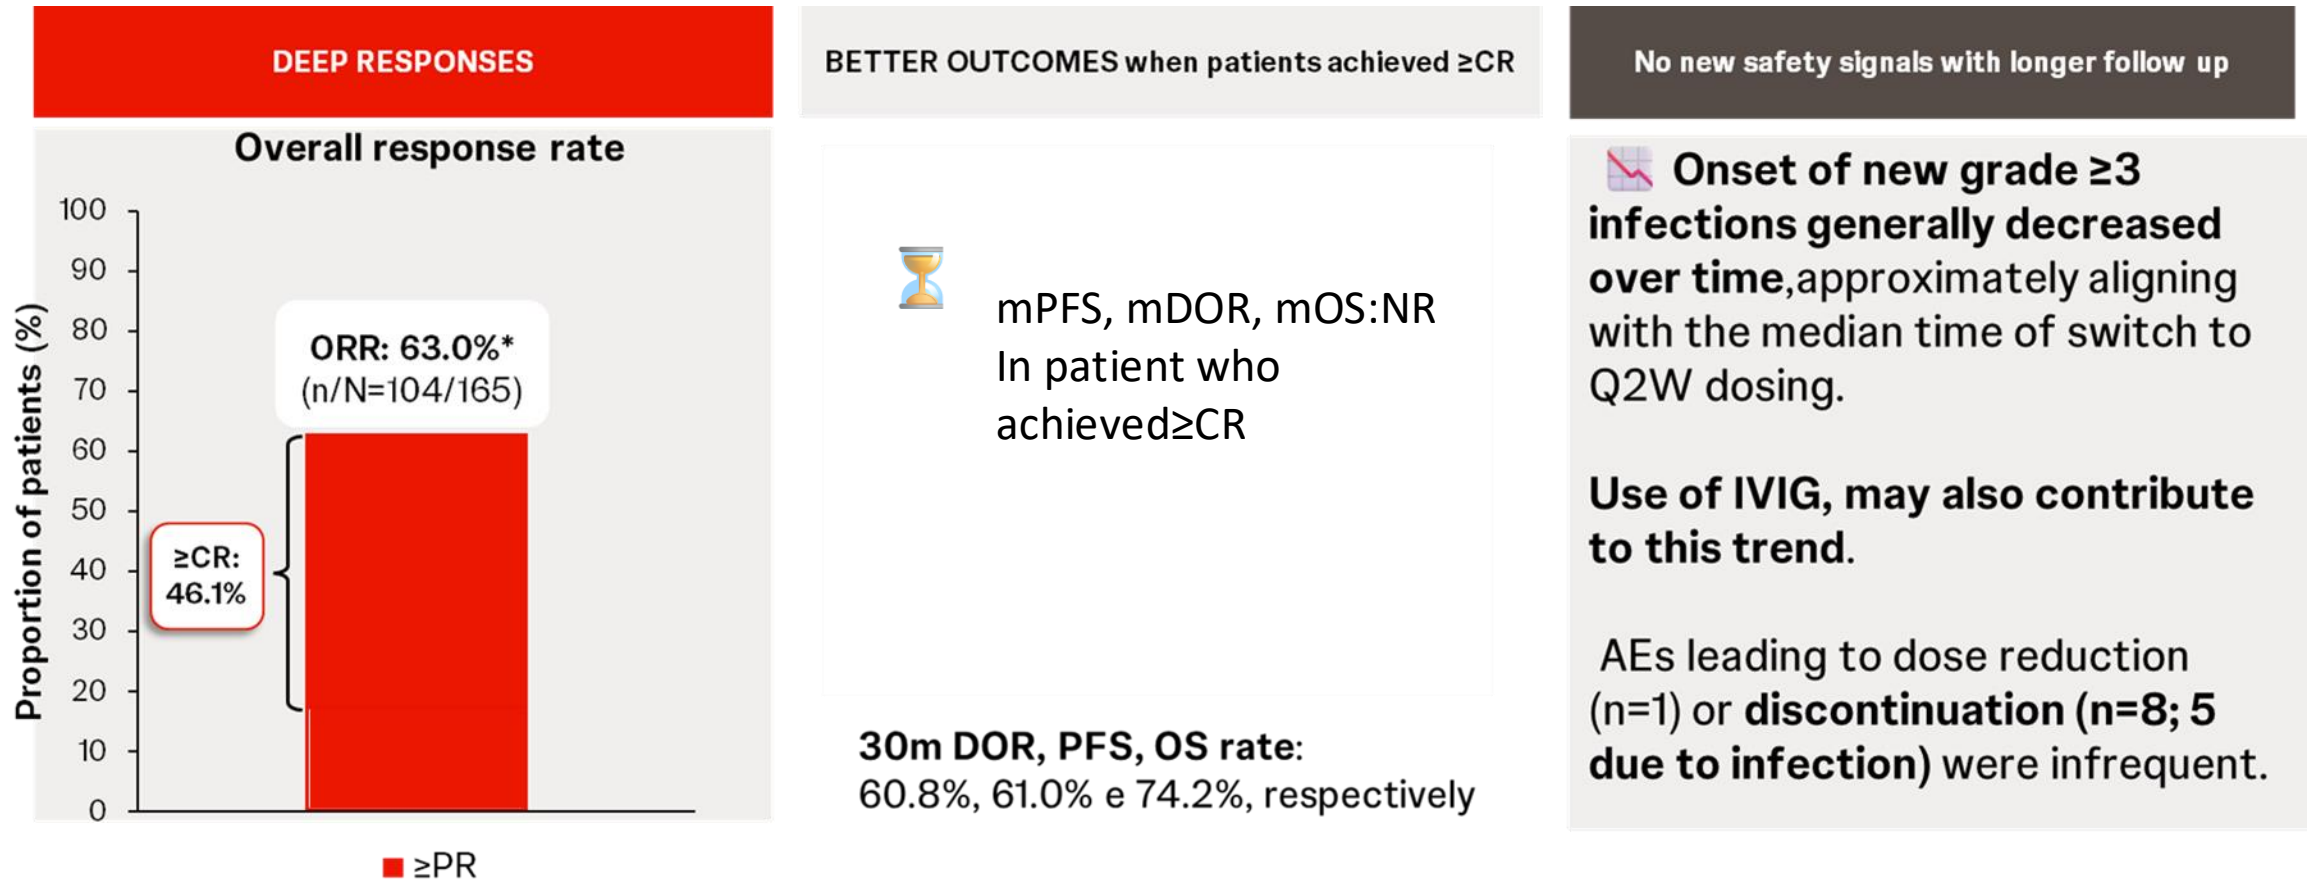 DEEP RESPONSES
Overall response rate
Proportion of patients (%)
100
90
80
70
60
50
40
30
20
10
0
ORR: 63.0%*
(n/N=104/165)
≥CR:
46.1%
≥PR
BETTER OUTCOMES when patients achieved ≥CR
mPFS, mDOR, mOS:NR
In patient who
achieved≥CR
30m DOR, PFS, OS rate:
60.8%, 61.0% e 74.2%, respectively
No new safety signals with longer follow up
Onset of new grade ≥3
infections generally decreased
over time,approximately aligning
with the median time of switch to
Q2W dosing.
Use of IVIG, may also contribute
to this trend.
AEs leading to dose reduction
(n=1) or discontinuation (n=8; 5
due to infection) were infrequent.